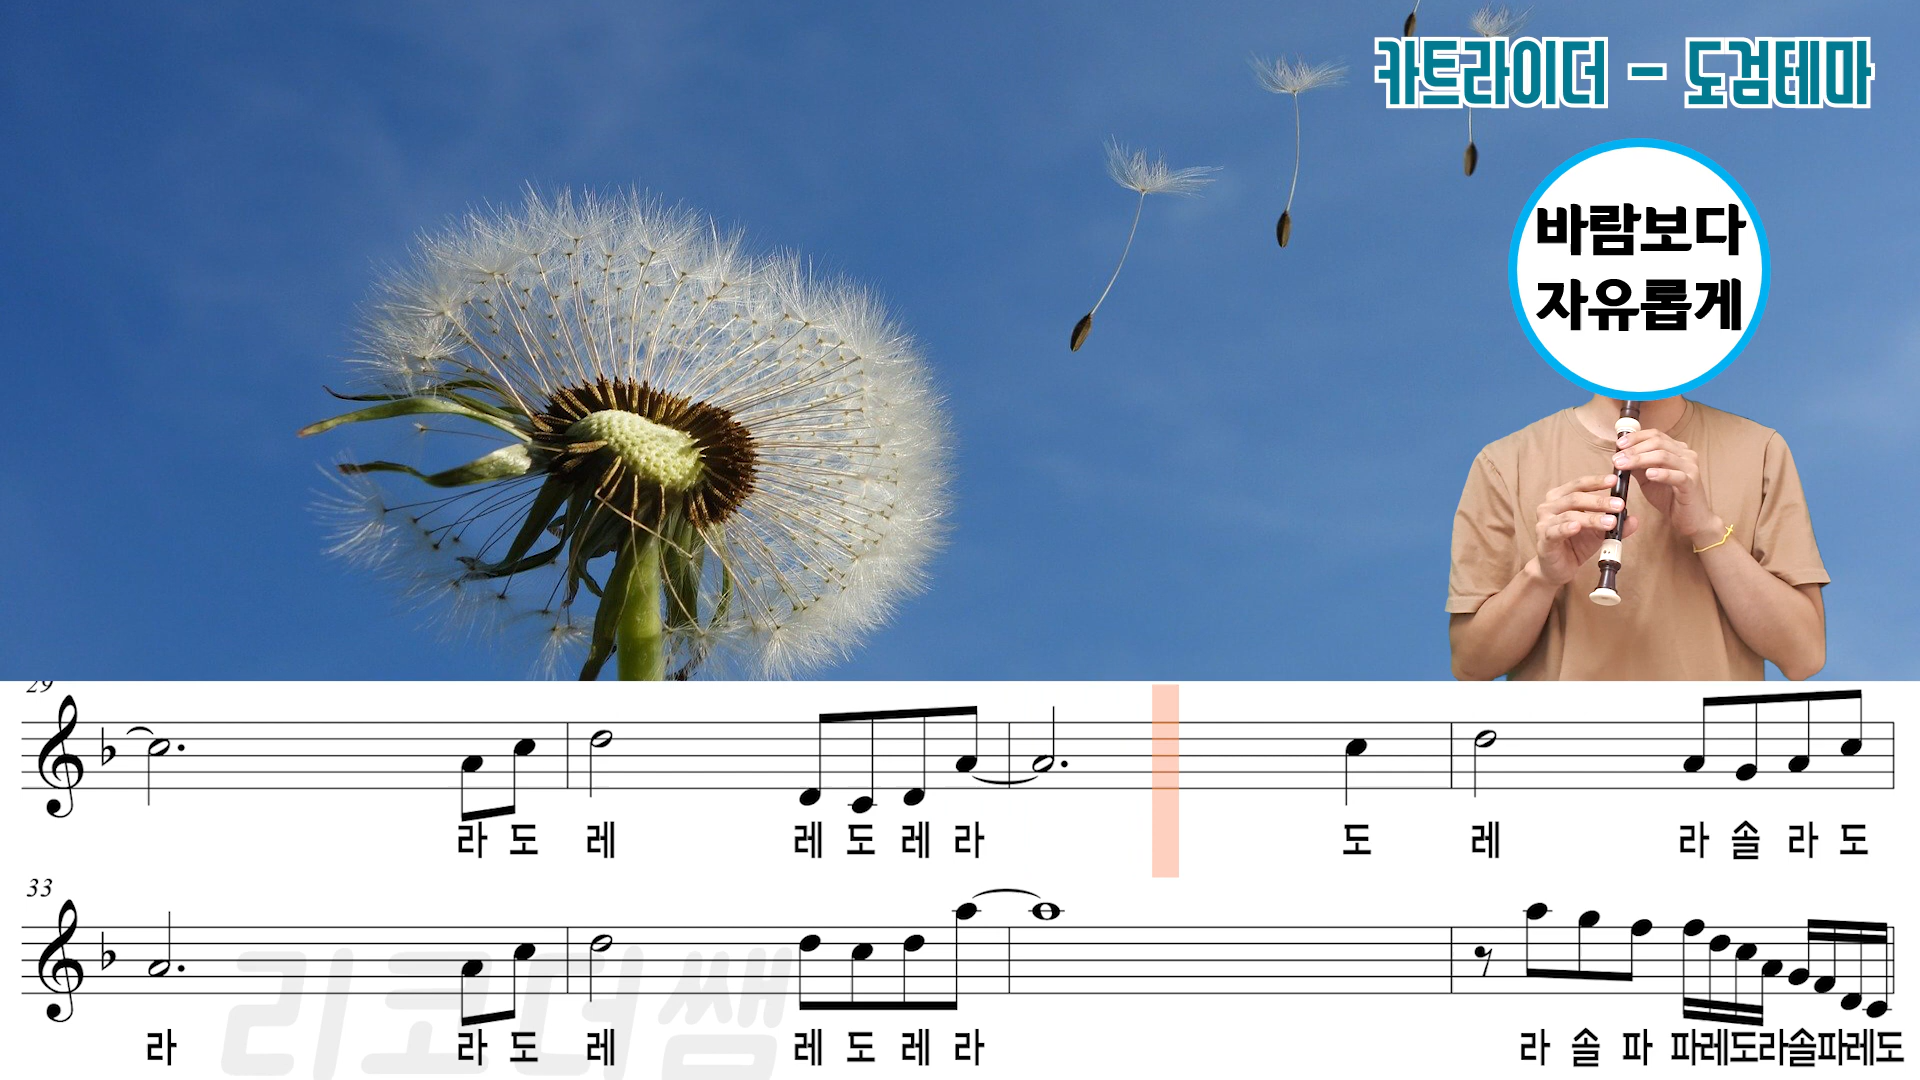 카트라이더 - 도검테마
바람보다
자유롭게
29
라 도 레 레 도 레 라 도 레 라 솔 라 도
33
라 라 도 레 레 도 레 라 라 솔 파 파레도라솔파레도
리코더쌤